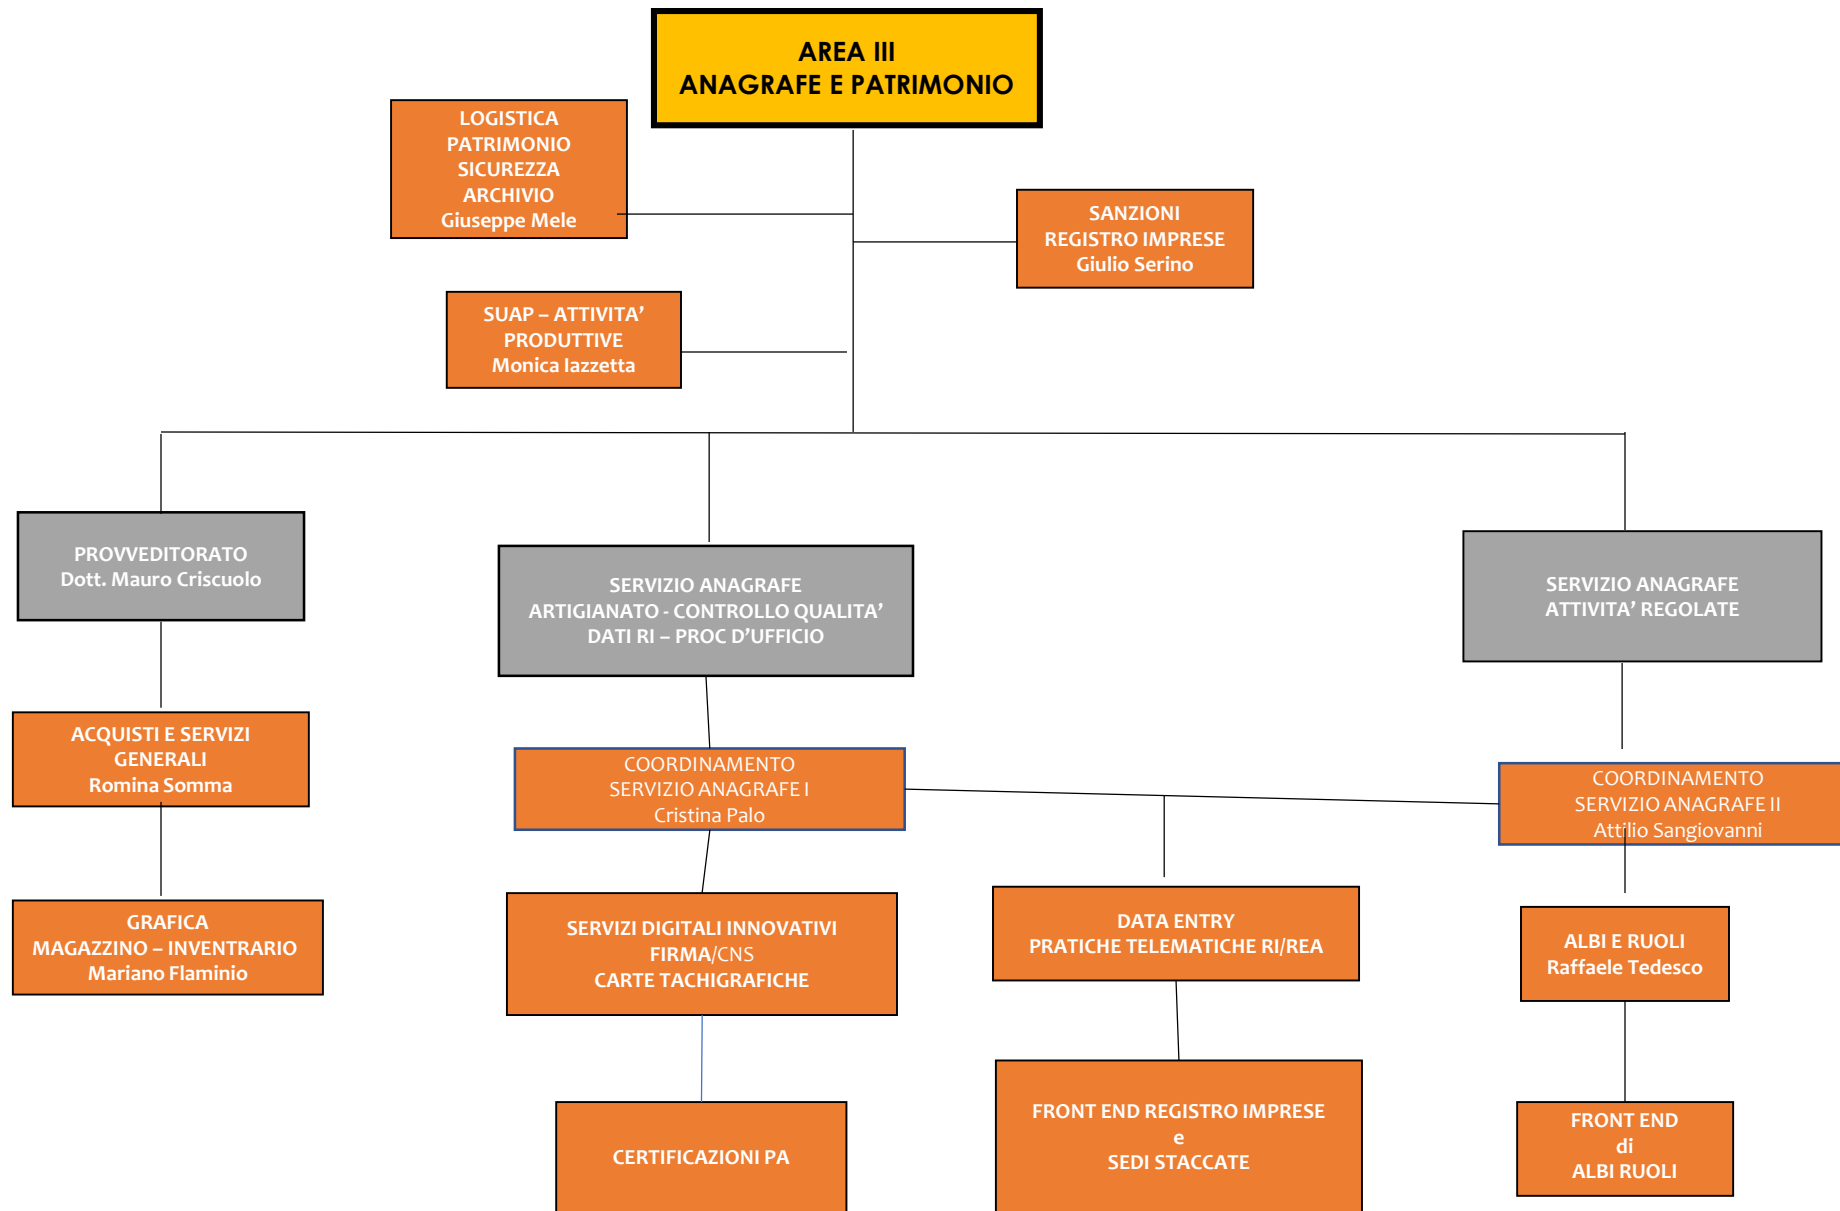 AREA III
ANAGRAFE E PATRIMONIO
LOGISTICA
PATRIMONIO
SICUREZZA
ARCHIVIO
Giuseppe Mele
SANZIONI
REGISTRO IMPRESE
Giulio Serino
SUAP – ATTIVITA’
PRODUTTIVE
Monica Iazzetta
PROVVEDITORATO
Dott. Mauro Criscuolo
SERVIZIO ANAGRAFE
ARTIGIANATO - CONTROLLO QUALITA’
DATI RI – PROC D’UFFICIO
SERVIZIO ANAGRAFE
ATTIVITA’ REGOLATE
ACQUISTI E SERVIZI
GENERALI
Romina Somma
COORDINAMENTO
SERVIZIO ANAGRAFE I
Cristina Palo
COORDINAMENTO
SERVIZIO ANAGRAFE II
Attilio Sangiovanni
GRAFICA
MAGAZZINO – INVENTRARIO
Mariano Flaminio
SERVIZI DIGITALI INNOVATIVI
FIRMA/CNS
CARTE TACHIGRAFICHE
DATA ENTRY
PRATICHE TELEMATICHE RI/REA
ALBI E RUOLI
Raffaele Tedesco
CERTIFICAZIONI PA
FRONT END REGISTRO IMPRESE
e
SEDI STACCATE
FRONT END
di
ALBI RUOLI